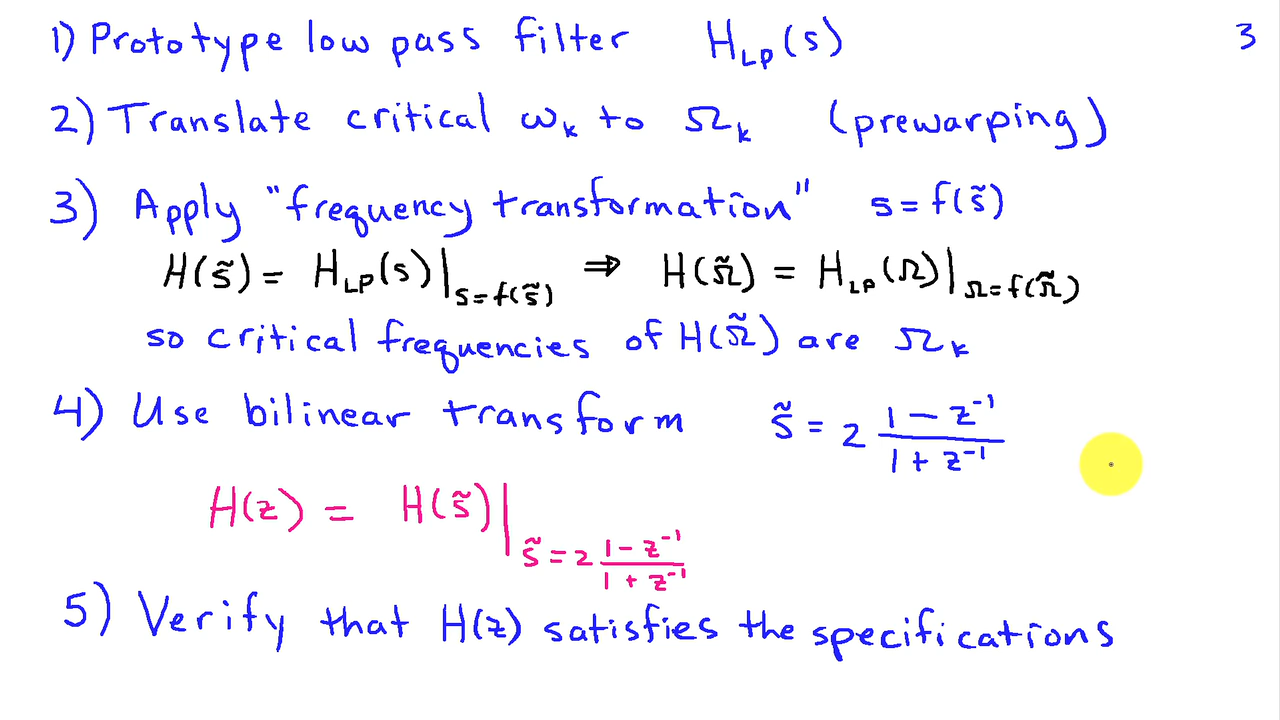 1) Prototype low pass filter H_LP(s) 3
2) Translate critical ω_k to Ω_k (prewarping)
3) Apply "frequency transformation" s = f(s̃)
H(s̃) = H_LP(s)|_{s=f(s̃)} ⇒ H(Ω̃) = H_LP(Ω)|_{Ω=f(Ω̃)}
so critical frequencies of H(Ω̃) are Ω_k
4) Use bilinear transform s̃ = 2 (1 - z^-1)/(1 + z^-1)
H(z) = H(s̃)|_{s̃ = 2 (1 - z^-1)/(1 + z^-1)}
5) Verify that H(z) satisfies the specifications